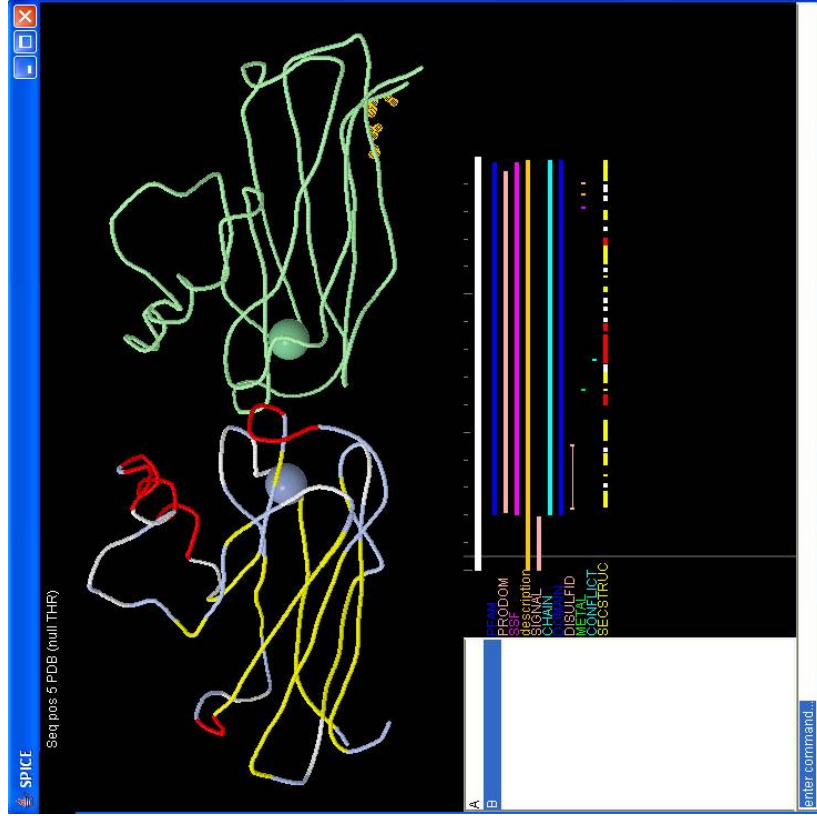 SPICE
Seq pos 5 PDB (null THR)
A
B
PFAM
PRODOM
SSF
description
SIGNAL
CHAIN
DOMAIN
DISULFID
METAL
CONFLICT
SECSTRUC
enter command...